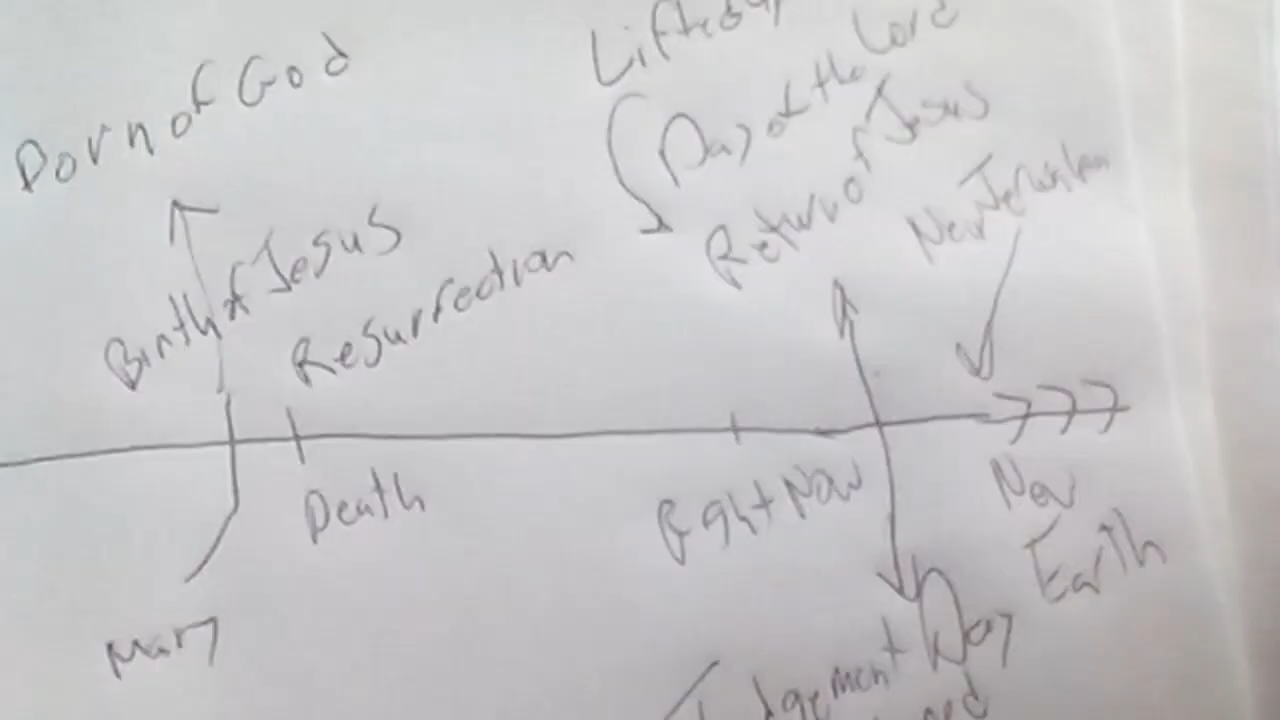 Born of God
Birth of Jesus
Resurrection
Day of the Lord
Return of Jesus
New Jerusalem
Death
Right Now
New
Earth
Mary
Judgement Day